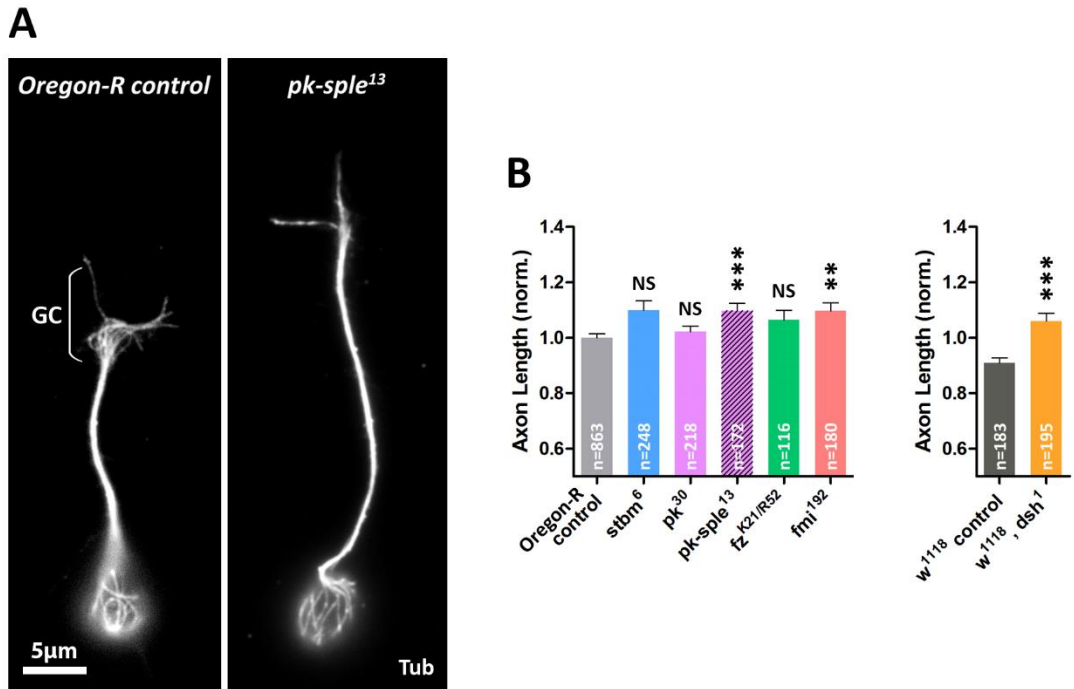 A
Oregon-R control
pk-sple¹³
GC
5µm
Tub
B
Axon Length (norm.)
1.4
1.2
1.0
0.8
0.6
NS
NS
***
NS
**
n=863
n=248
n=218
n=172
n=116
n=180
Oregon-R
control
stbm⁶
pk³⁰
pk-sple¹³
fz^K21/R52
fmi¹⁹²
Axon Length (norm.)
1.4
1.2
1.0
0.8
0.6
***
n=183
n=195
w¹¹¹⁸ control
w¹¹¹⁸, dsh¹